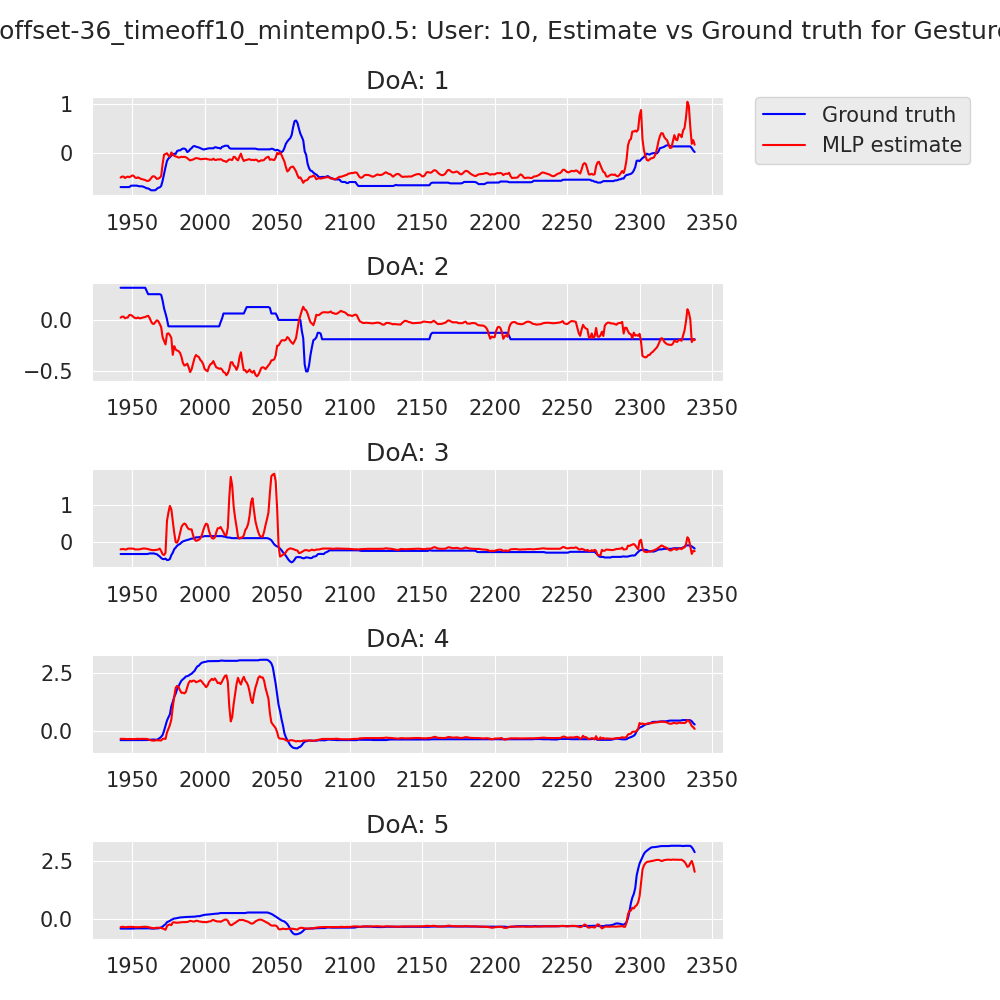 offset-36_timeoff10_mintemp0.5: User: 10, Estimate vs Ground truth for Gesture
DoA: 1
1
0
1950 2000 2050 2100 2150 2200 2250 2300 2350
Ground truth
MLP estimate
DoA: 2
0.0
−0.5
1950 2000 2050 2100 2150 2200 2250 2300 2350
DoA: 3
1
0
1950 2000 2050 2100 2150 2200 2250 2300 2350
DoA: 4
2.5
0.0
1950 2000 2050 2100 2150 2200 2250 2300 2350
DoA: 5
2.5
0.0
1950 2000 2050 2100 2150 2200 2250 2300 2350